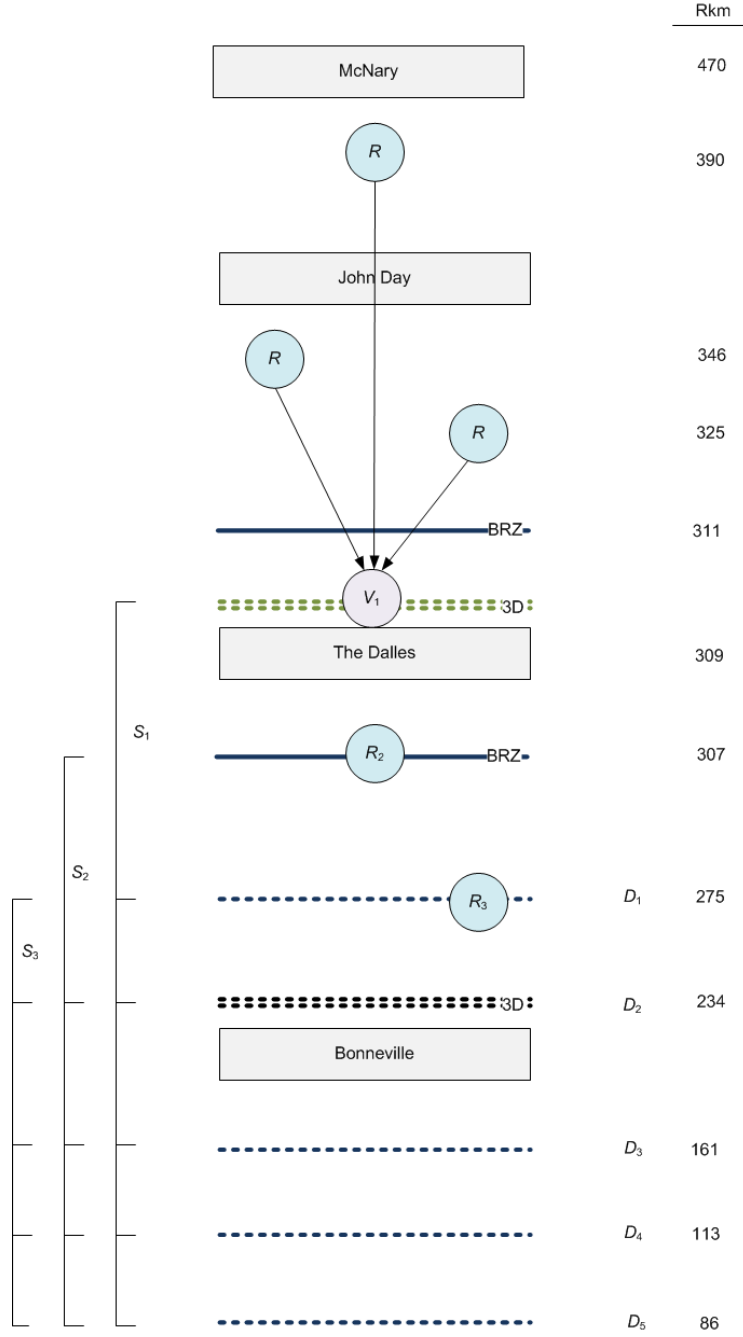 Rkm
McNary 470
R 390
John Day
R 346
R 325
BRZ 311
V1 3D
The Dalles 309
S1
R2 BRZ 307
S2
R3 D1 275
S3
3D D2 234
Bonneville
D3 161
D4 113
D5 86